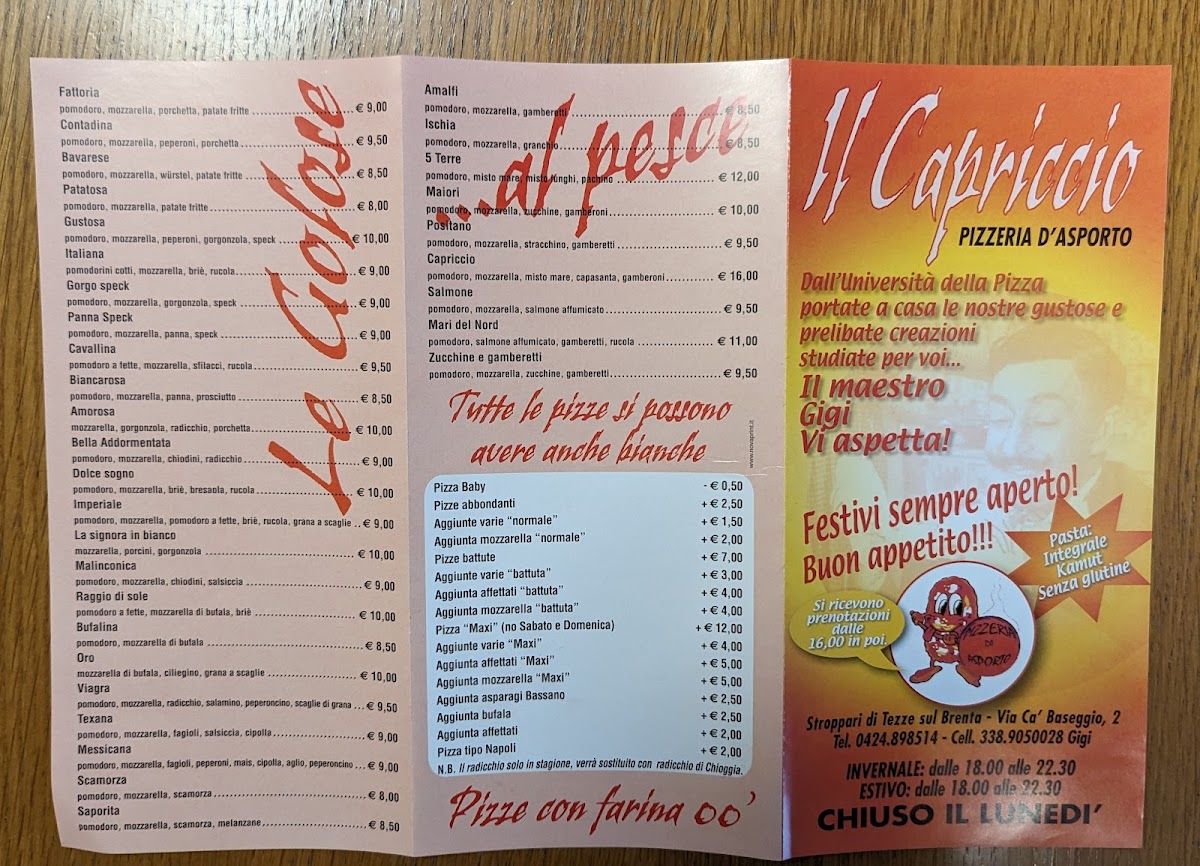 Le Golose
Fattoria
pomodoro, mozzarella, porchetta, patate fritte ........ € 9,00
Contadina
pomodoro, mozzarella, peperoni, porchetta ........ € 9,50
Bavarese
pomodoro, mozzarella, würstel, patate fritte ........ € 8,50
Patatosa
pomodoro, mozzarella, patate fritte ........ € 8,00
Gustosa
pomodoro, mozzarella, peperoni, gorgonzola, speck ........ € 10,00
Italiana
pomodorini cotti, mozzarella, briè, rucola ........ € 9,00
Gorgo speck
pomodoro, mozzarella, gorgonzola, speck ........ € 9,00
Panna Speck
pomodoro, mozzarella, panna, speck ........ € 9,00
Cavallina
pomodoro a fette, mozzarella, sfilacci, rucola ........ € 9,50
Biancarosa
pomodoro, mozzarella, panna, prosciutto ........ € 8,50
Amorosa
mozzarella, gorgonzola, radicchio, porchetta ........ € 10,00
Bella Addormentata
pomodoro, mozzarella, chiodini, radicchio ........ € 9,00
Dolce sogno
pomodoro, mozzarella, briè, bresaola, rucola ........ € 10,00
Imperiale
pomodoro, mozzarella, pomodoro a fette, briè, rucola, grana a scaglie .. € 9,00
La signora in bianco
mozzarella, porcini, gorgonzola ........ € 10,00
Malinconica
pomodoro, mozzarella, chiodini, salsiccia ........ € 9,00
Raggio di sole
pomodoro a fette, mozzarella di bufala, briè ........ € 10,00
Bufalina
pomodoro, mozzarella di bufala ........ € 8,50
Oro
mozzarella di bufala, ciliegino, grana a scaglie ........ € 10,00
Viagra
pomodoro, mozzarella, radicchio, salamino, peperoncino, scaglie di grana .... € 9,50
Texana
pomodoro, mozzarella, fagioli, salsiccia, cipolla ........ € 9,00
Messicana
pomodoro, mozzarella, fagioli, peperoni, mais, cipolla, aglio, peperoncino .... € 9,00
Scamorza
pomodoro, mozzarella, scamorza ........ € 8,00
Saporita
pomodoro, mozzarella, scamorza, melanzane ........ € 8,50
...al pesce
Amalfi
pomodoro, mozzarella, gamberetti ........ € 8,50
Ischia
pomodoro, mozzarella, granchio ........ € 8,50
5 Terre
pomodoro, misto mare, misto funghi, pachino ........ € 12,00
Maiori
pomodoro, mozzarella, zucchine, gamberoni ........ € 10,00
Positano
pomodoro, mozzarella, stracchino, gamberetti ........ € 9,50
Capriccio
pomodoro, mozzarella, misto mare, capasanta, gamberoni ........ € 16,00
Salmone
pomodoro, mozzarella, salmone affumicato ........ € 9,50
Mari del Nord
pomodoro, salmone affumicato, gamberetti, rucola ........ € 11,00
Zucchine e gamberetti
pomodoro, mozzarella, zucchine, gamberetti ........ € 9,50
Tutte le pizze si possono
avere anche bianche
www.novaprint.it
Pizza Baby - € 0,50
Pizze abbondanti + € 2,50
Aggiunte varie “normale” + € 1,50
Aggiunta mozzarella “normale” + € 2,00
Pizze battute + € 7,00
Aggiunte varie “battuta” + € 3,00
Aggiunta affettati “battuta” + € 4,00
Aggiunta mozzarella “battuta” + € 4,00
Pizza “Maxi” (no Sabato e Domenica) + € 12,00
Aggiunte varie “Maxi” + € 4,00
Aggiunta affettati “Maxi” + € 5,00
Aggiunta mozzarella “Maxi” + € 5,00
Aggiunta asparagi Bassano + € 2,50
Aggiunta bufala + € 2,50
Aggiunta affettati + € 2,00
Pizza tipo Napoli + € 2,00
N.B. Il radicchio solo in stagione, verrà sostituito con radicchio di Chioggia.
Pizze con farina 00’
Il Capriccio
PIZZERIA D’ASPORTO
Dall’Università della Pizza
portate a casa le nostre gustose e
prelibate creazioni
studiate per voi...
Il maestro
Gigi
Vi aspetta!
Festivi sempre aperto!
Buon appetito!!!
Pasta:
Integrale
Kamut
Senza glutine
Si ricevono
prenotazioni
dalle
16,00 in poi.
PIZZERIA
DI
ASPORTO
Stroppari di Tezze sul Brenta - Via Ca’ Baseggio, 2
Tel. 0424.898514 - Cell. 338.9050028 Gigi
INVERNALE: dalle 18.00 alle 22.30
ESTIVO: dalle 18.00 alle 22.30
CHIUSO IL LUNEDI’